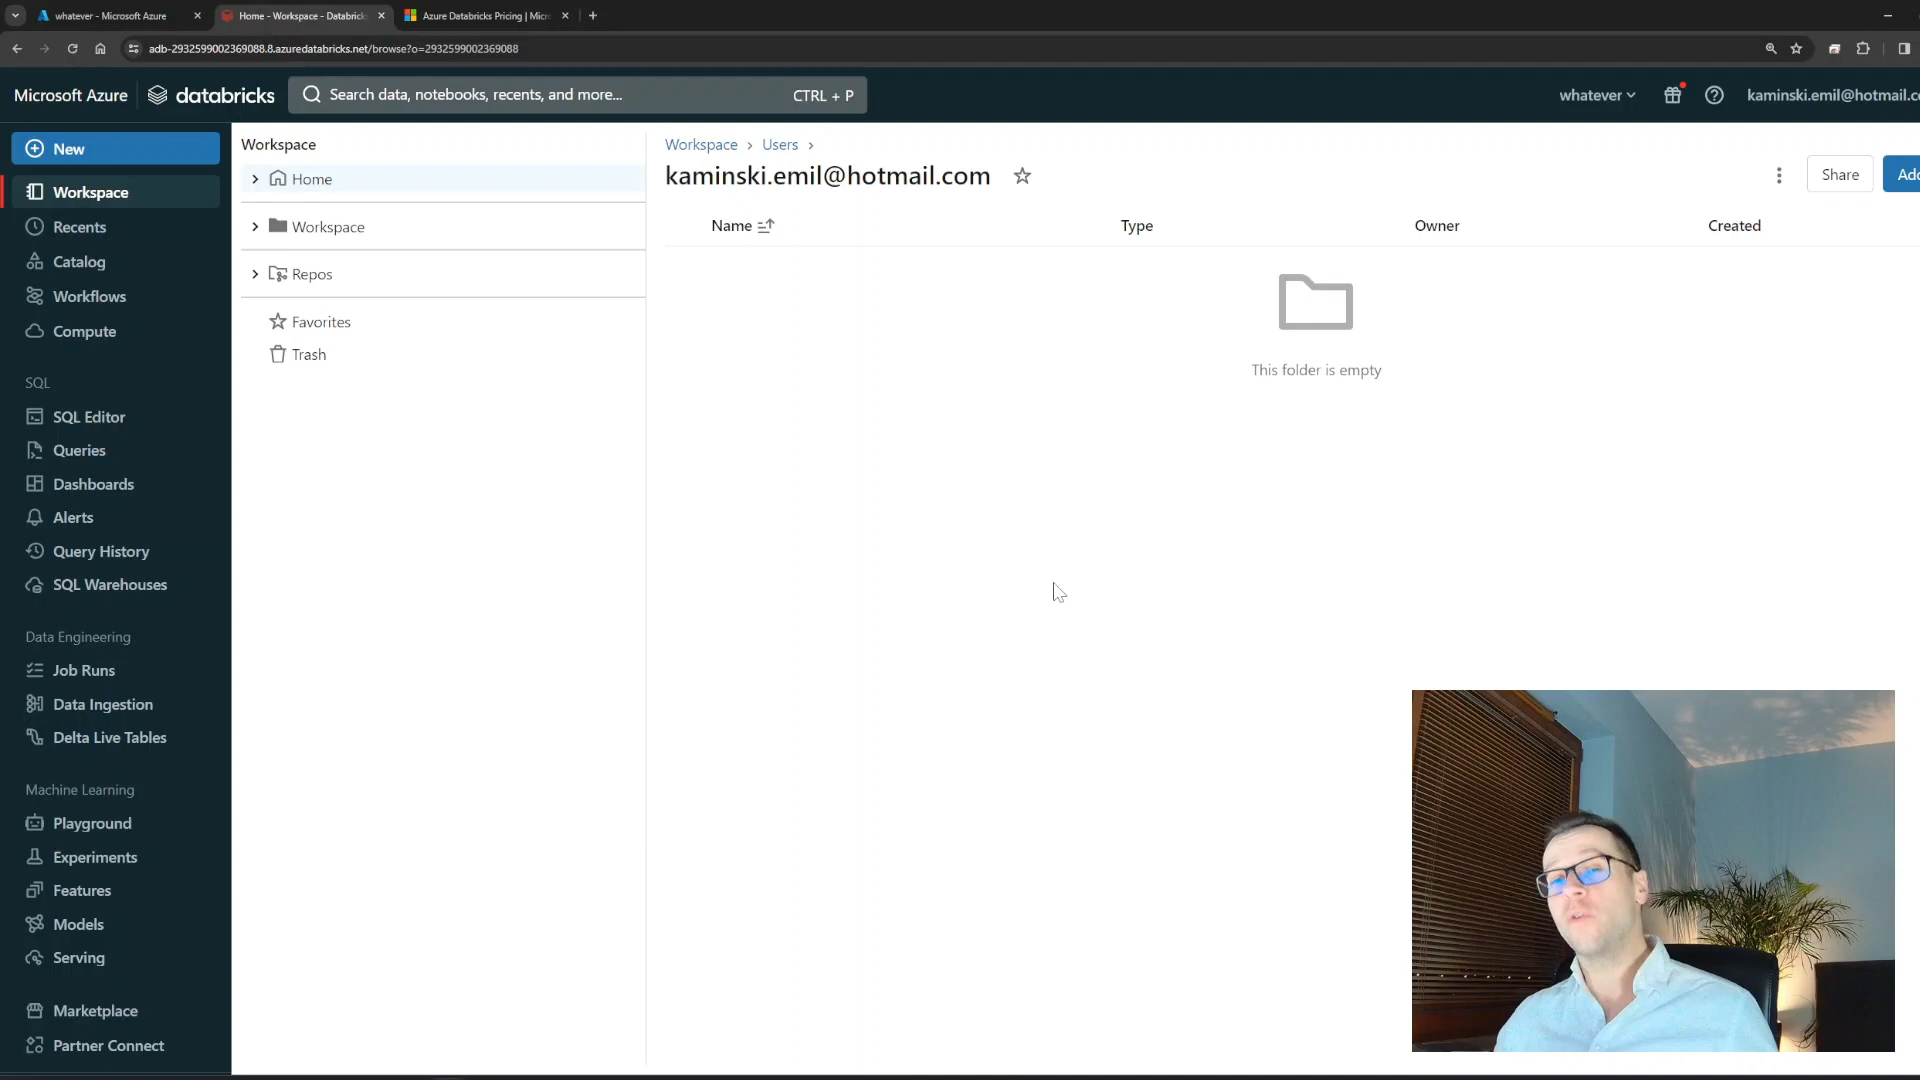 whatever - Microsoft Azure
Home - Workspace - Databricks
Azure Databricks Pricing | Micr
adb-2932599002369088.8.azuredatabricks.net/browse?o=2932599002369088
Microsoft Azure
databricks
Search data, notebooks, recents, and more...
CTRL + P
whatever
kaminski.emil@hotmail.co
New
Workspace
Recents
Catalog
Workflows
Compute
SQL
SQL Editor
Queries
Dashboards
Alerts
Query History
SQL Warehouses
Data Engineering
Job Runs
Data Ingestion
Delta Live Tables
Machine Learning
Playground
Experiments
Features
Models
Serving
Marketplace
Partner Connect
Workspace
Home
Workspace
Repos
Favorites
Trash
Workspace > Users >
kaminski.emil@hotmail.com
Share
Add
Name
Type
Owner
Created
This folder is empty